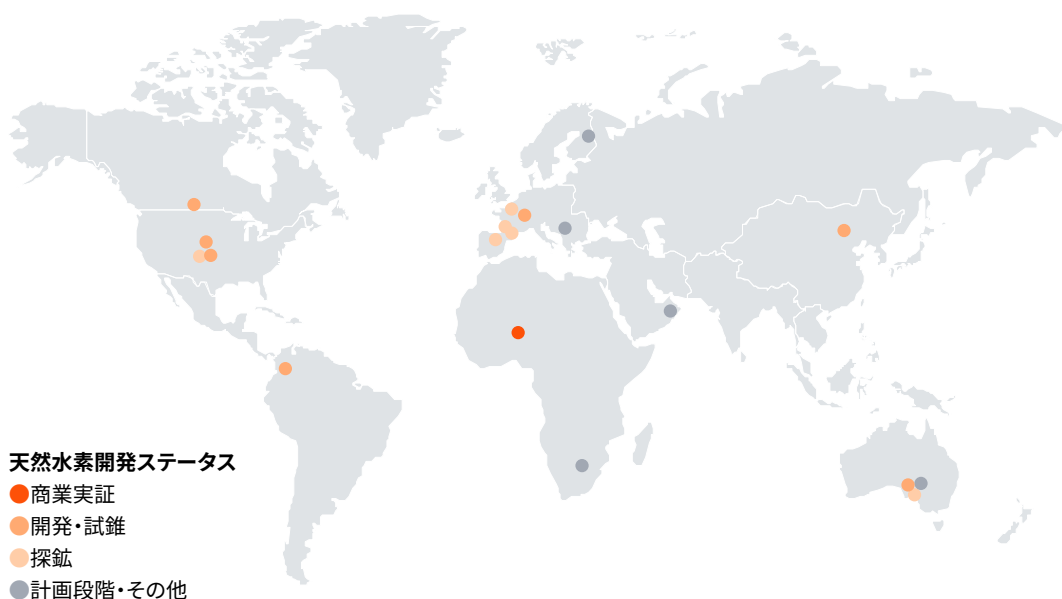 天然水素開発ステータス
商業実証
開発・試錐
探鉱
計画段階・その他